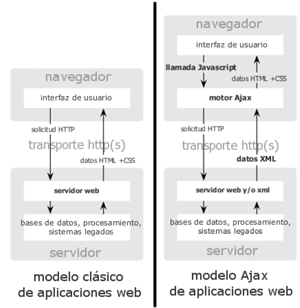 navegador
interfaz de usuario
solicitud HTTP
transporte http(s)
datos HTML +CSS
servidor web
bases de datos, procesamiento,
sistemas legados
servidor
modelo clásico
de aplicaciones web
navegador
interfaz de usuario
llamada Javascript
datos HTML +CSS
motor Ajax
solicitud HTTP
transporte http(s)
datos XML
servidor web y/o xml
bases de datos, procesamiento,
sistemas legados
servidor
modelo Ajax
de aplicaciones web